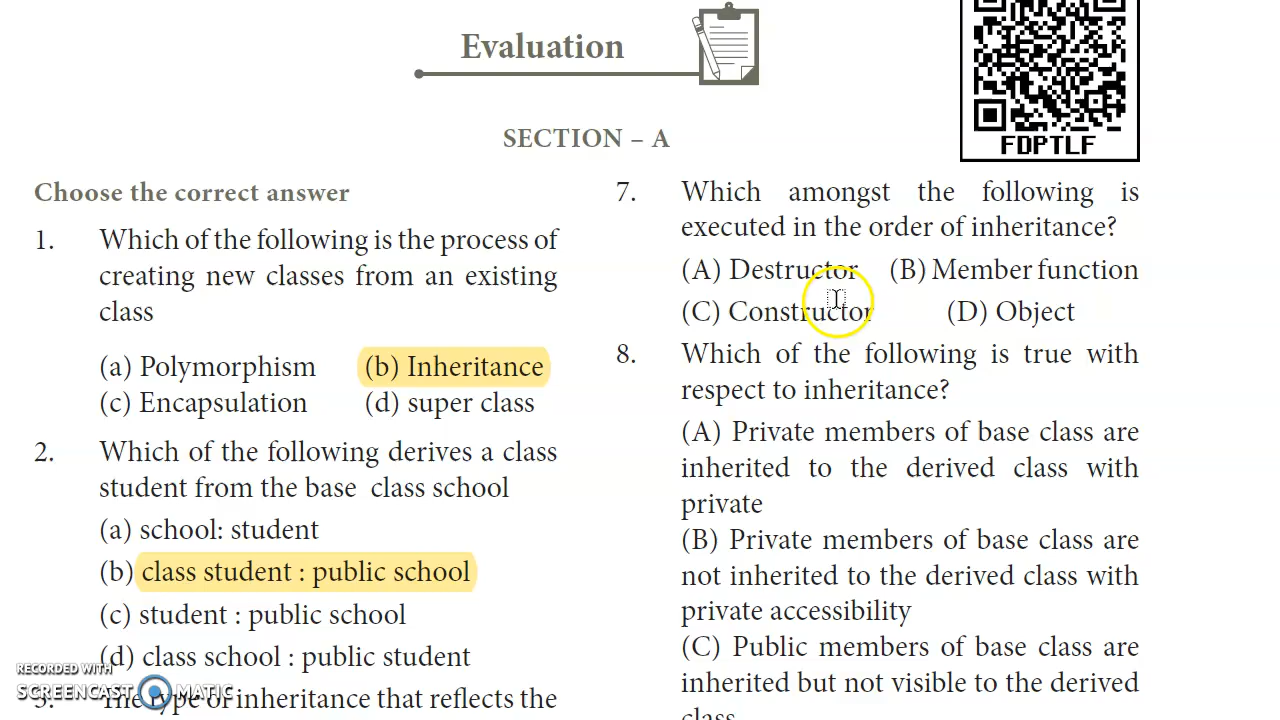 Evaluation
FDPTLF
SECTION – A
Choose the correct answer
1. Which of the following is the process of
creating new classes from an existing
class
(a) Polymorphism (b) Inheritance
(c) Encapsulation (d) super class
2. Which of the following derives a class
student from the base class school
(a) school: student
(b) class student : public school
(c) student : public school
(d) class school : public student
3. The type of inheritance that reflects the
7. Which amongst the following is
executed in the order of inheritance?
(A) Destructor (B) Member function
(C) Constructor (D) Object
8. Which of the following is true with
respect to inheritance?
(A) Private members of base class are
inherited to the derived class with
private
(B) Private members of base class are
not inherited to the derived class with
private accessibility
(C) Public members of base class are
inherited but not visible to the derived
class
RECORDED WITH
SCREENCAST MATIC